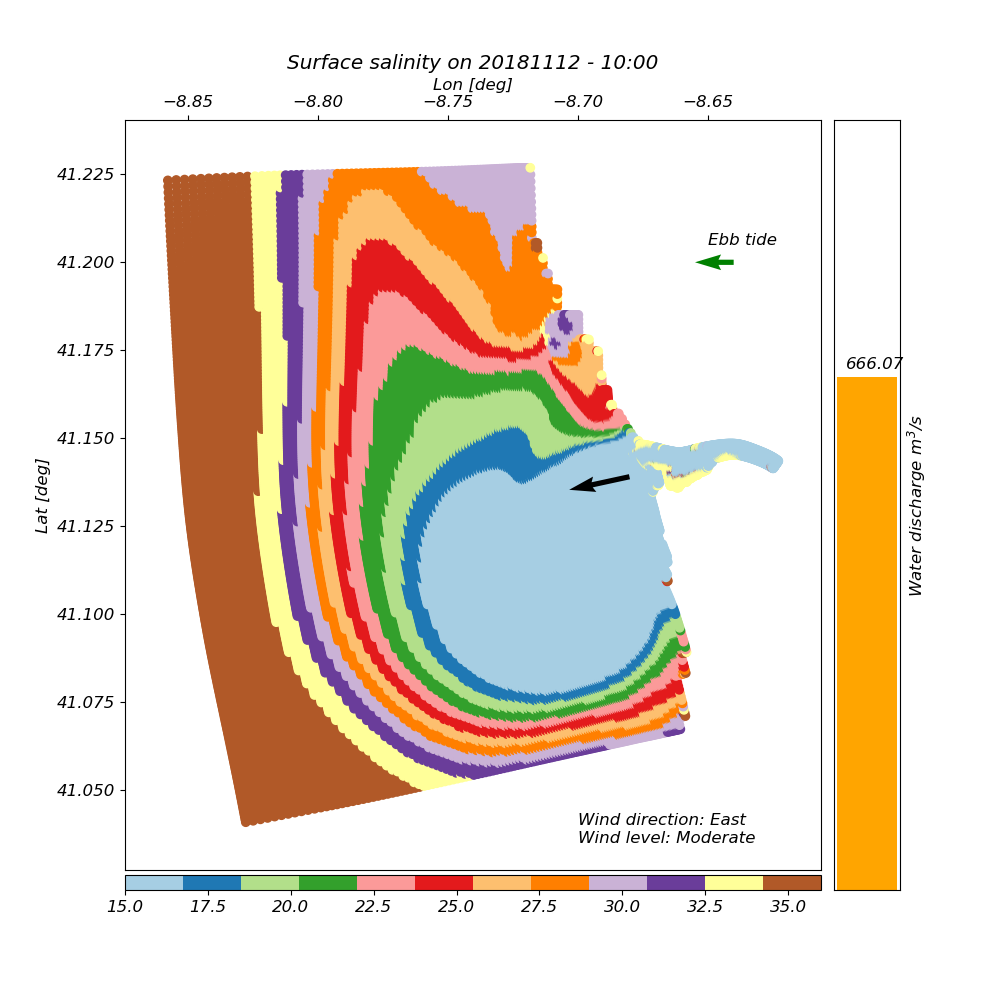 Surface salinity on 20181112 - 10:00
Lon [deg]
−8.85 −8.80 −8.75 −8.70 −8.65
41.225
41.200
41.175
41.150
41.125
41.100
41.075
41.050
Lat [deg]
Ebb tide
666.07
Water discharge m³/s
Wind direction: East
Wind level: Moderate
15.0 17.5 20.0 22.5 25.0 27.5 30.0 32.5 35.0